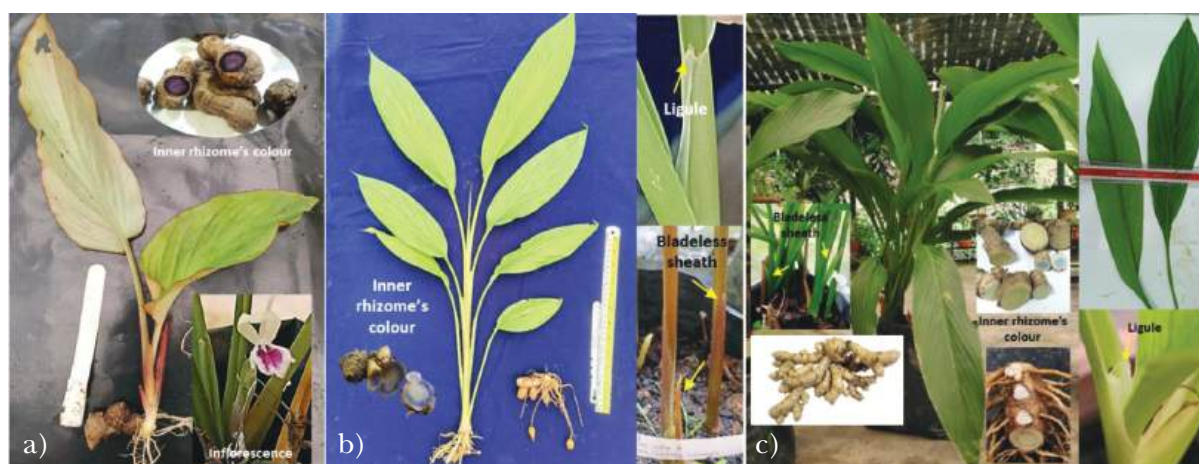 Inner rhizome's colour
Inflorescence
a)
Ligule
Bladeless
sheath
Inner
rhizome's
colour
b)
Bladeless
sheath
Inner rhizome's
colour
Ligule
c)